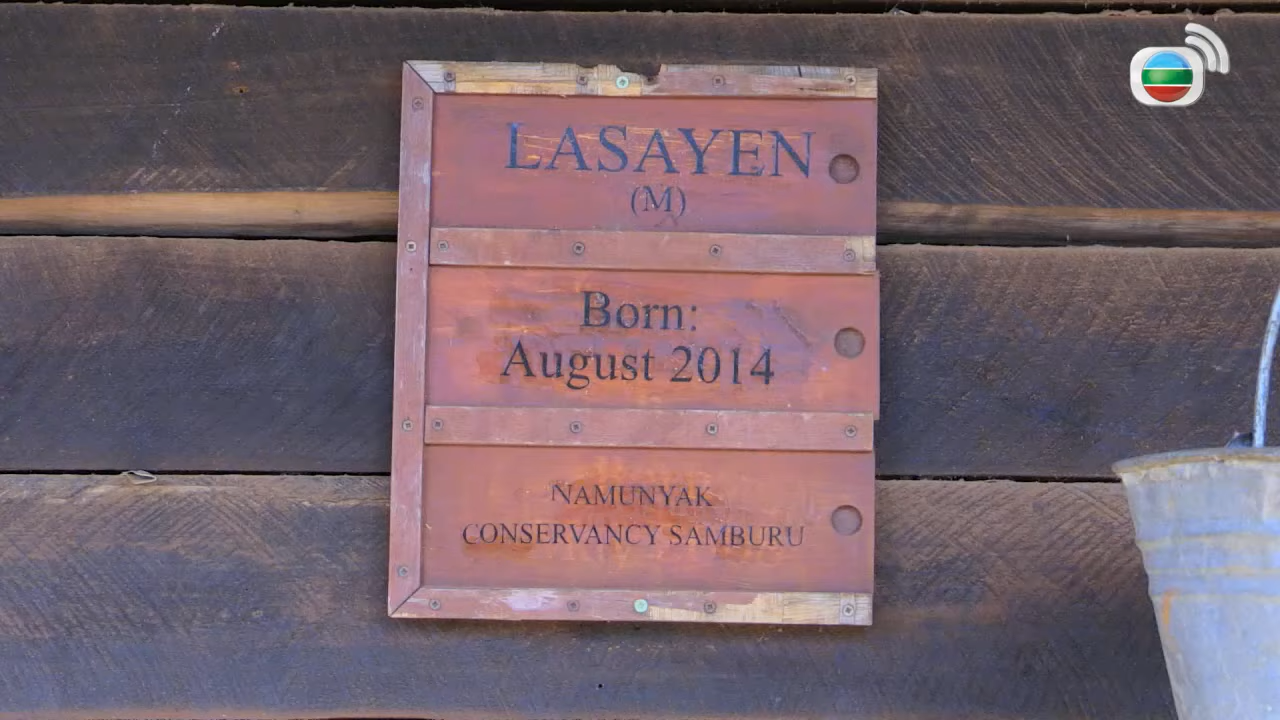 LASAYEN
(M)
Born:
August 2014
NAMUNYAK
CONSERVANCY SAMBURU